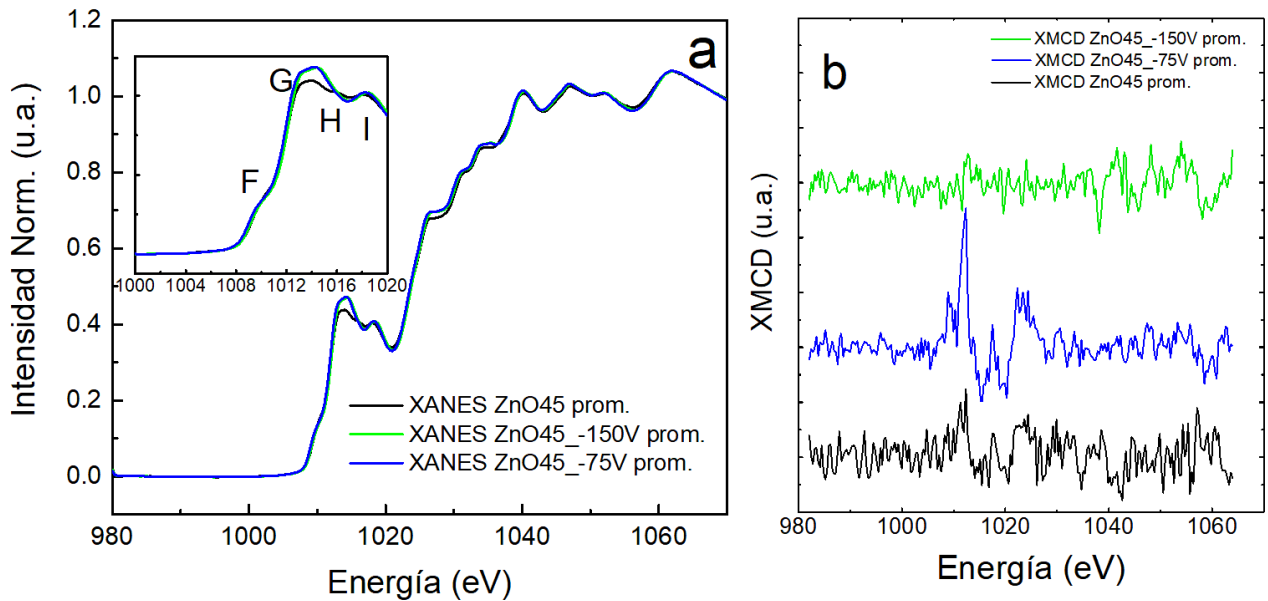 a
Intensidad Norm. (u.a.)
1.2
1.0
0.8
0.6
0.4
0.2
0.0
G
H
I
F
1000 1004 1008 1012 1016 1020
XANES ZnO45 prom.
XANES ZnO45_-150V prom.
XANES ZnO45_-75V prom.
980 1000 1020 1040 1060
Energía (eV)
b
XMCD ZnO45_-150V prom.
XMCD ZnO45_-75V prom.
XMCD ZnO45 prom.
XMCD (u.a.)
980 1000 1020 1040 1060
Energía (eV)